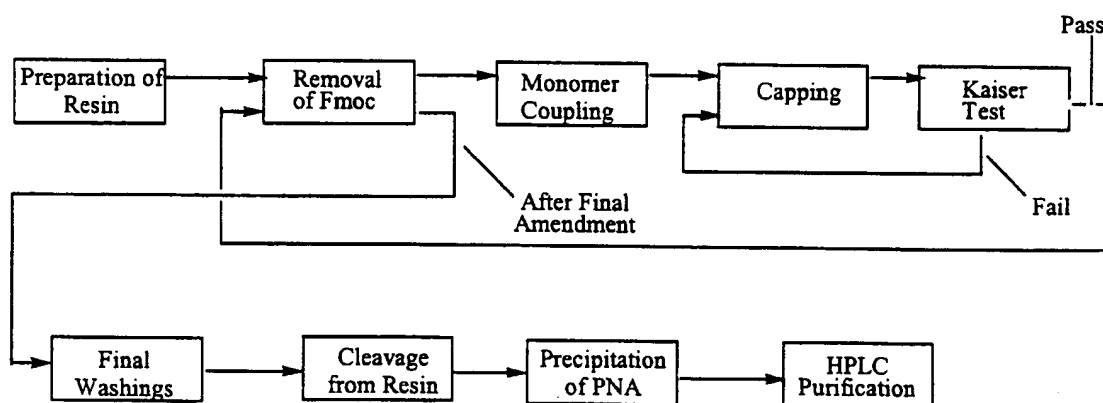 Pass
Preparation of
Resin
Removal
of Fmoc
Monomer
Coupling
Capping
Kaiser
Test
After Final
Amendment
Fail
Final
Washings
Cleavage
from Resin
Precipitation
of PNA
HPLC
Purification